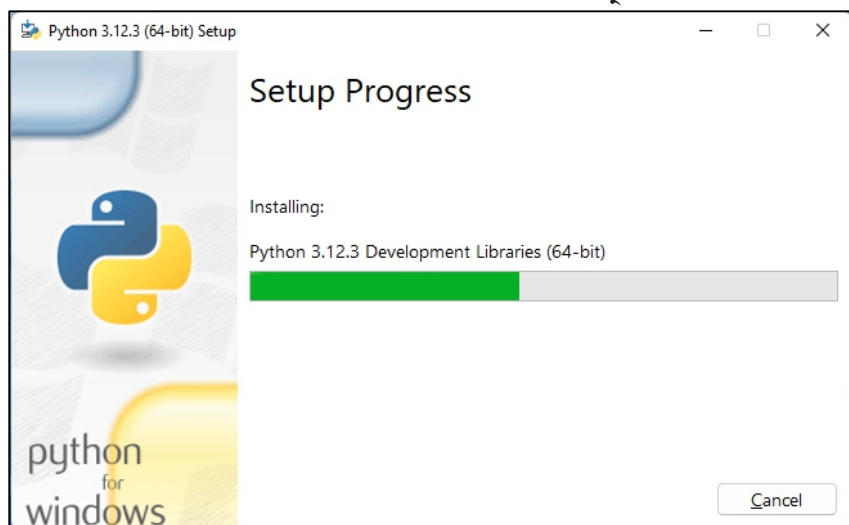 Python 3.12.3 (64-bit) Setup
Setup Progress
Installing:
Python 3.12.3 Development Libraries (64-bit)
python
for
windows
Cancel